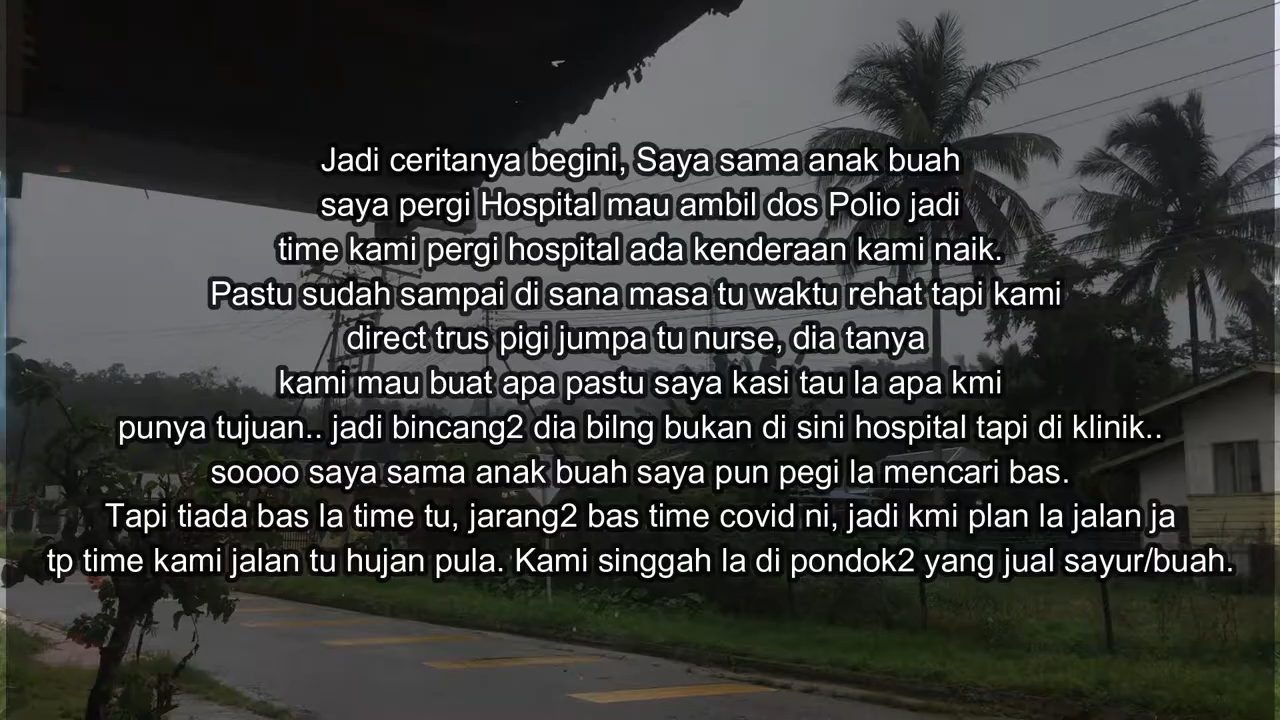 Jadi ceritanya begini, Saya sama anak buah
saya pergi Hospital mau ambil dos Polio jadi
time kami pergi hospital ada kenderaan kami naik.
Pastu sudah sampai di sana masa tu waktu rehat tapi kami
direct trus pigi jumpa tu nurse, dia tanya
kami mau buat apa pastu saya kasi tau la apa kmi
punya tujuan.. jadi bincang2 dia bilng bukan di sini hospital tapi di klinik..
soooo saya sama anak buah saya pun pegi la mencari bas.
Tapi tiada bas la time tu, jarang2 bas time covid ni, jadi kmi plan la jalan ja
tp time kami jalan tu hujan pula. Kami singgah la di pondok2 yang jual sayur/buah.